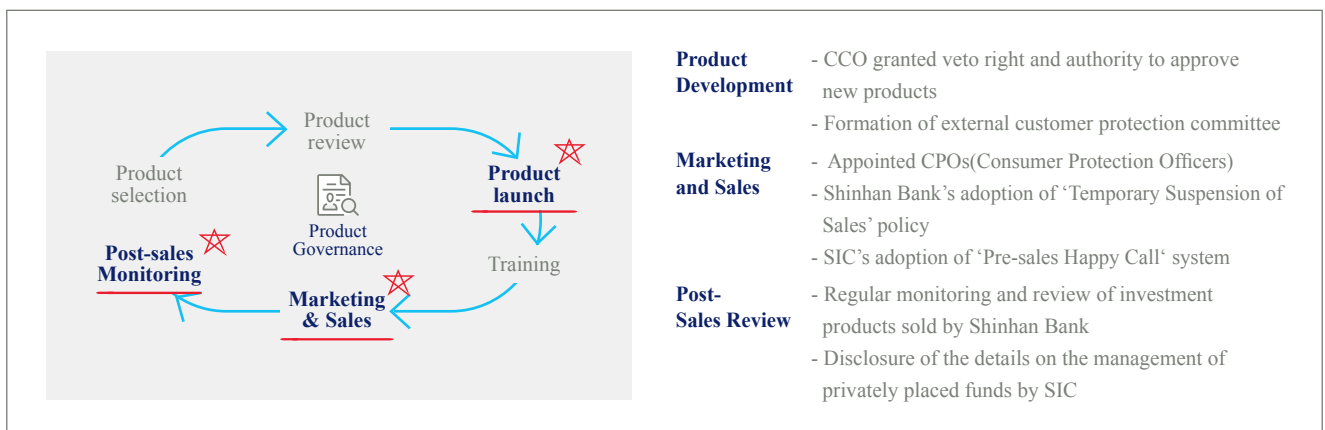 Product
review
Product
selection
Product
launch
Product
Governance
Post-sales
Monitoring
Training
Marketing
& Sales
Product
Development
- CCO granted veto right and authority to approve
new products
- Formation of external customer protection committee
Marketing
and Sales
- Appointed CPOs(Consumer Protection Officers)
- Shinhan Bank’s adoption of ‘Temporary Suspension of
Sales’ policy
- SIC’s adoption of ‘Pre-sales Happy Call‘ system
Post-
Sales Review
- Regular monitoring and review of investment
products sold by Shinhan Bank
- Disclosure of the details on the management of
privately placed funds by SIC